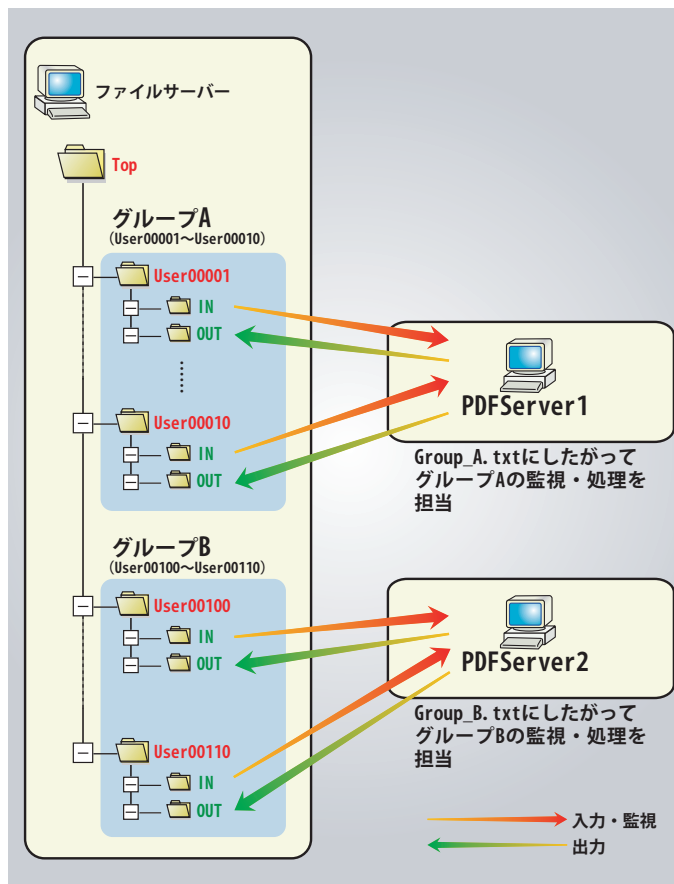 ファイルサーバー
Top
グループA
(User00001～User00010)
User00001
IN
OUT
User00010
IN
OUT
PDFServer1
Group_A.txtにしたがって
グループAの監視・処理を
担当
グループB
(User00100～User00110)
User00100
IN
OUT
User00110
IN
OUT
PDFServer2
Group_B.txtにしたがって
グループBの監視・処理を
担当
入力・監視
出力